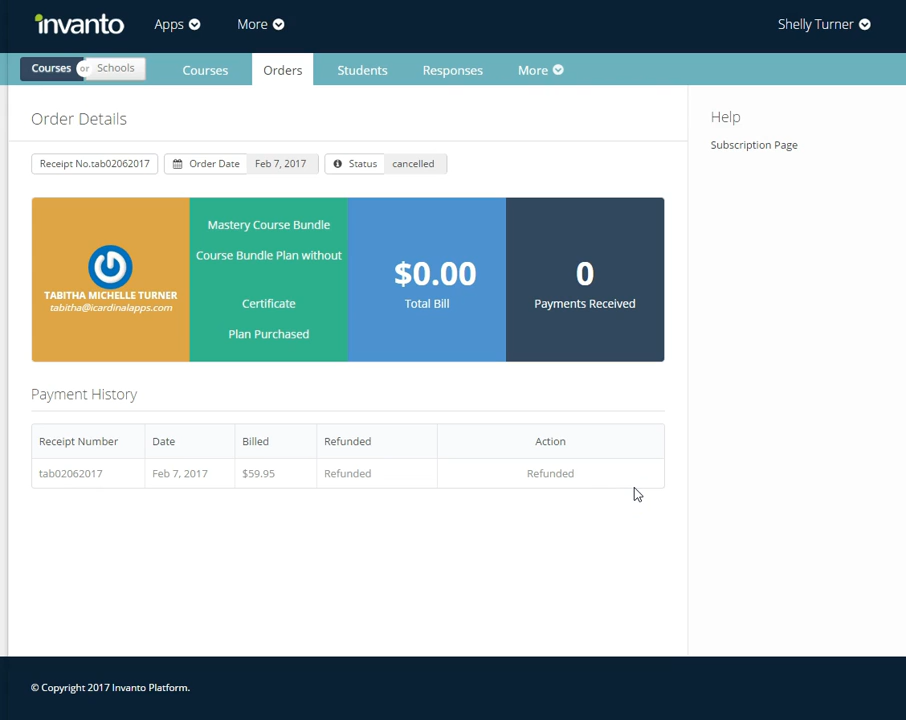 invanto
Apps
More
Shelly Turner
Courses or Schools
Courses
Orders
Students
Responses
More
Order Details
Receipt No.tab02062017
Order Date Feb 7, 2017
Status cancelled
Help
Subscription Page
TABITHA MICHELLE TURNER
tabitha@icardinalapps.com
Mastery Course Bundle
Course Bundle Plan without
Certificate
Plan Purchased
$0.00
Total Bill
0
Payments Received
Payment History
Receipt Number Date Billed Refunded Action
tab02062017 Feb 7, 2017 $59.95 Refunded Refunded
© Copyright 2017 Invanto Platform.